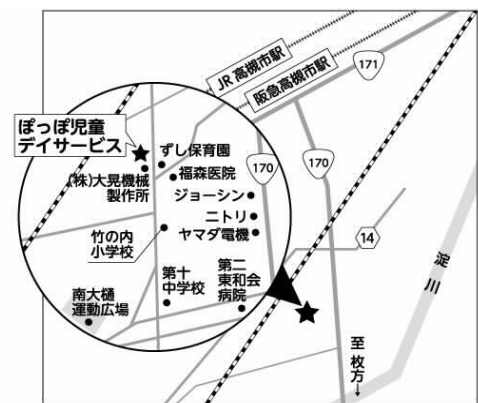 JR高槻市駅
阪急高槻市駅
171
ぽっぽ児童
デイサービス
ずし保育園
福森医院
(株)大晃機械
製作所
170
170
ジョーシン
ニトリ
ヤマダ電機
竹の内
小学校
14
第二
東和会
病院
第十
中学校
南大樋
運動広場
淀川
至枚方